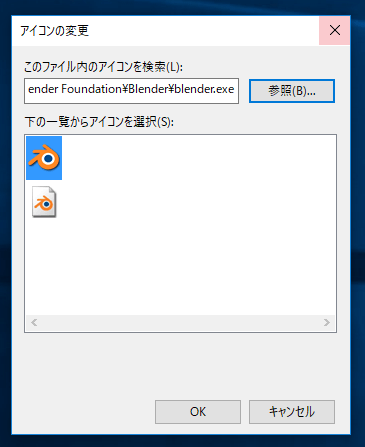 アイコンの変更
このファイル内のアイコンを検索(L):
ender Foundation¥Blender¥blender.exe
参照(B)...
下の一覧からアイコンを選択(S):
OK
キャンセル